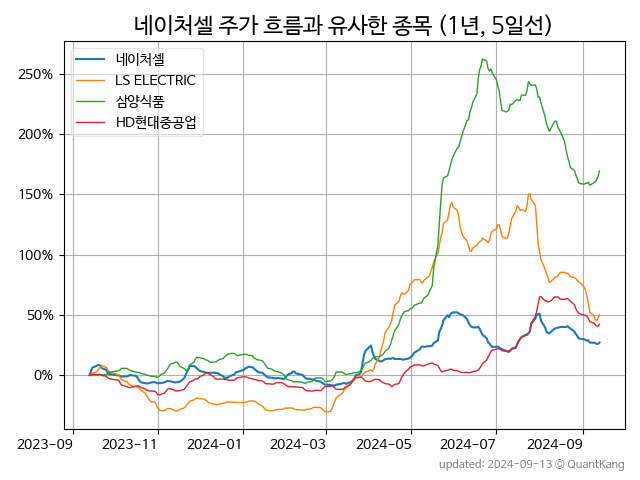 네이처셀 주가 흐름과 유사한 종목 (1년, 5일선)
네이처셀
LS ELECTRIC
삼양식품
HD현대중공업
250%
200%
150%
100%
50%
0%
2023-09 2023-11 2024-01 2024-03 2024-05 2024-07 2024-09
updated: 2024-09-13 © QuantKang